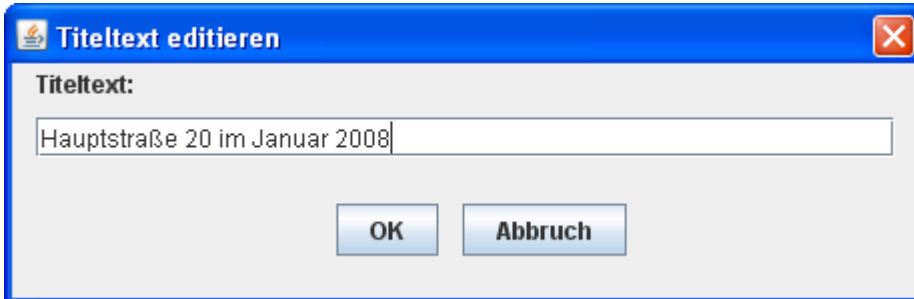 Titeltext editieren
Titeltext:
Hauptstraße 20 im Januar 2008
OK Abbruch